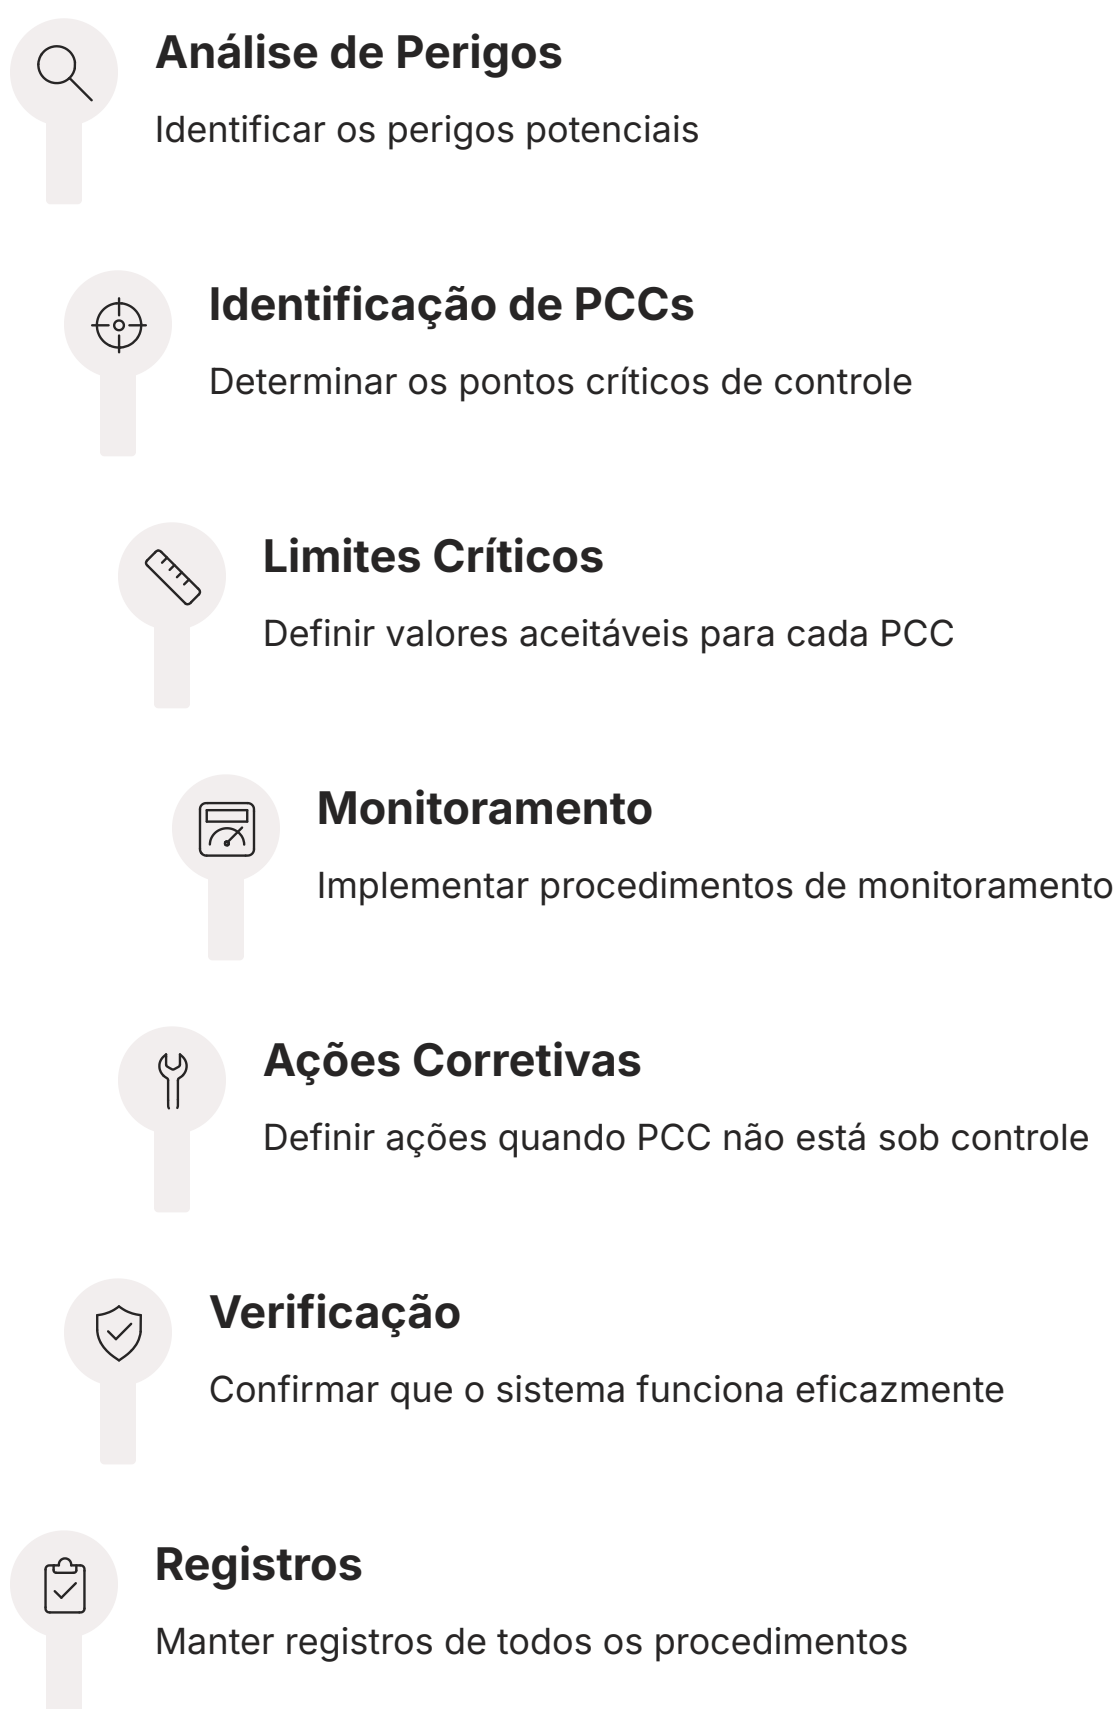 Análise de Perigos
Identificar os perigos potenciais
Identificação de PCCs
Determinar os pontos críticos de controle
Limites Críticos
Definir valores aceitáveis para cada PCC
Monitoramento
Implementar procedimentos de monitoramento
Ações Corretivas
Definir ações quando PCC não está sob controle
Verificação
Confirmar que o sistema funciona eficazmente
Registros
Manter registros de todos os procedimentos